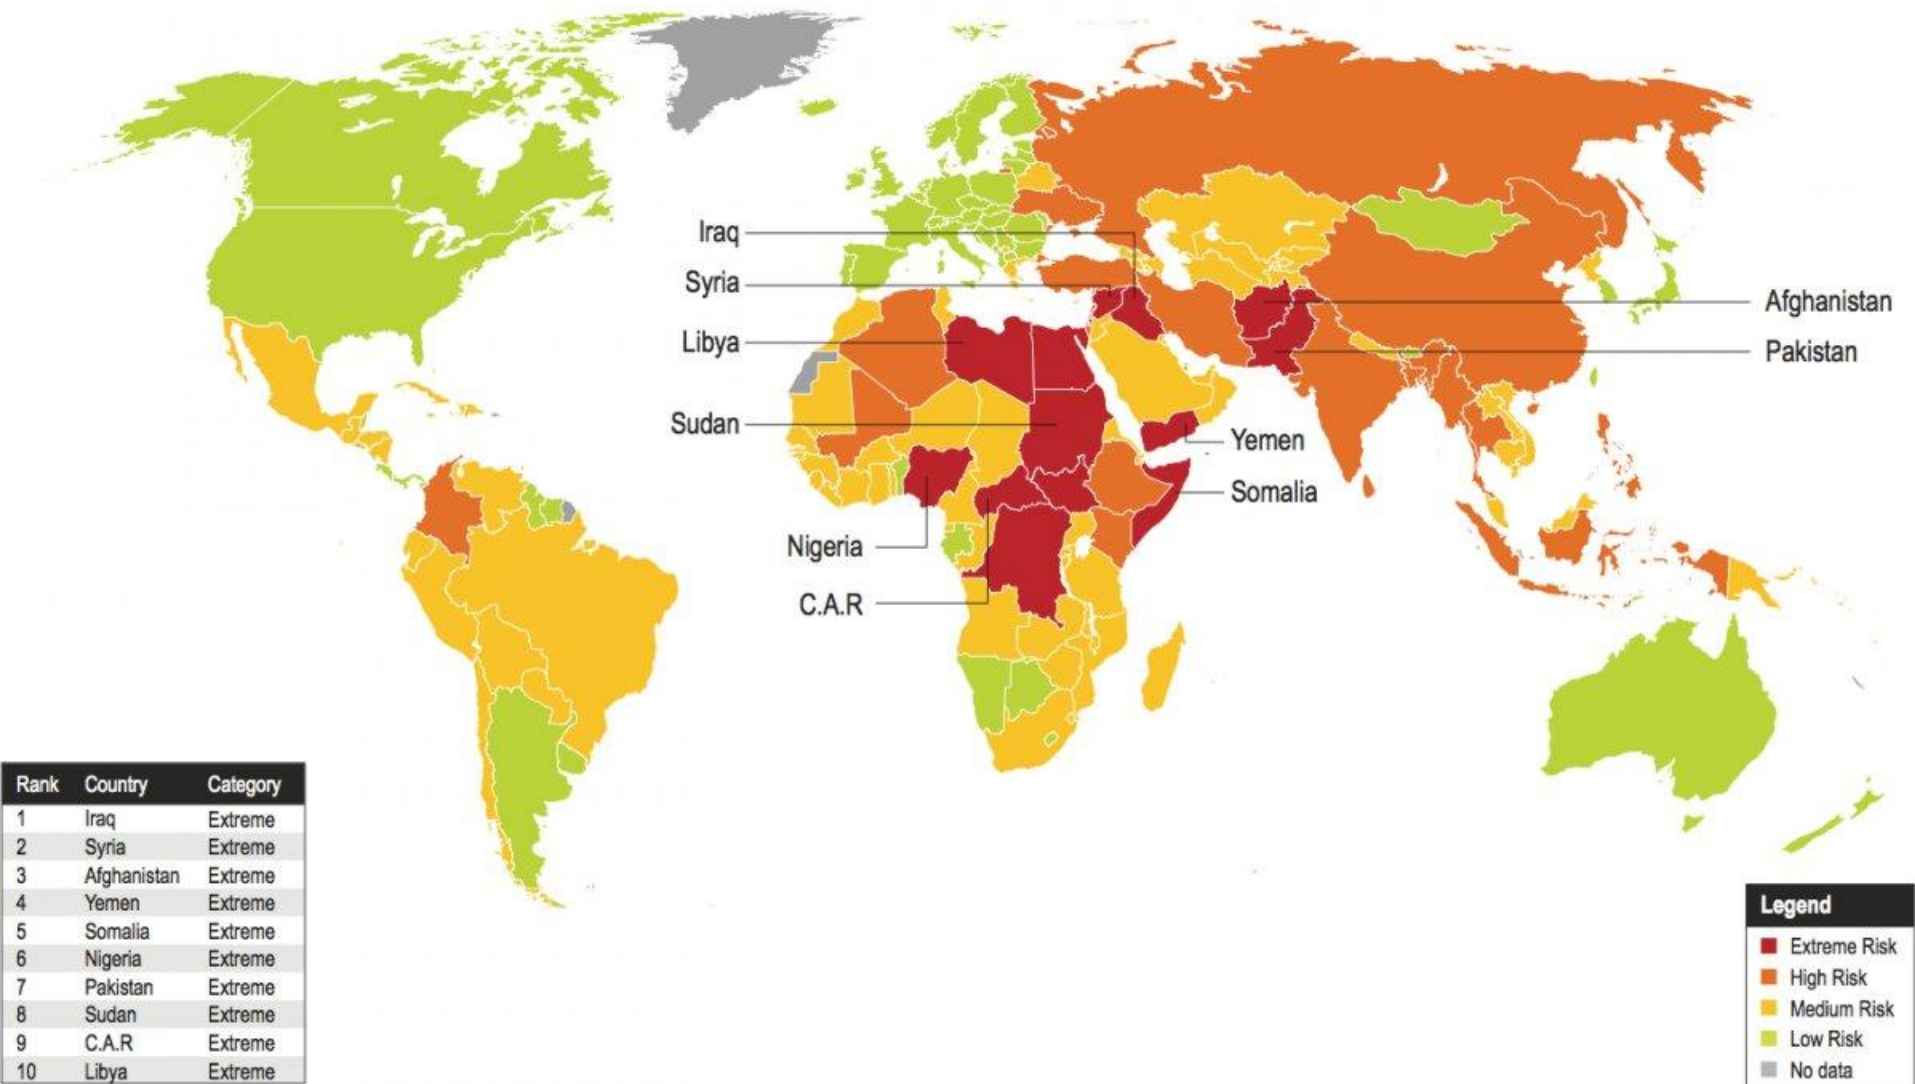 Iraq
Syria
Libya
Sudan
Nigeria
C.A.R
Afghanistan
Pakistan
Yemen
Somalia
Rank Country Category
1 Iraq Extreme
2 Syria Extreme
3 Afghanistan Extreme
4 Yemen Extreme
5 Somalia Extreme
6 Nigeria Extreme
7 Pakistan Extreme
8 Sudan Extreme
9 C.A.R Extreme
10 Libya Extreme
Legend
Extreme Risk
High Risk
Medium Risk
Low Risk
No data